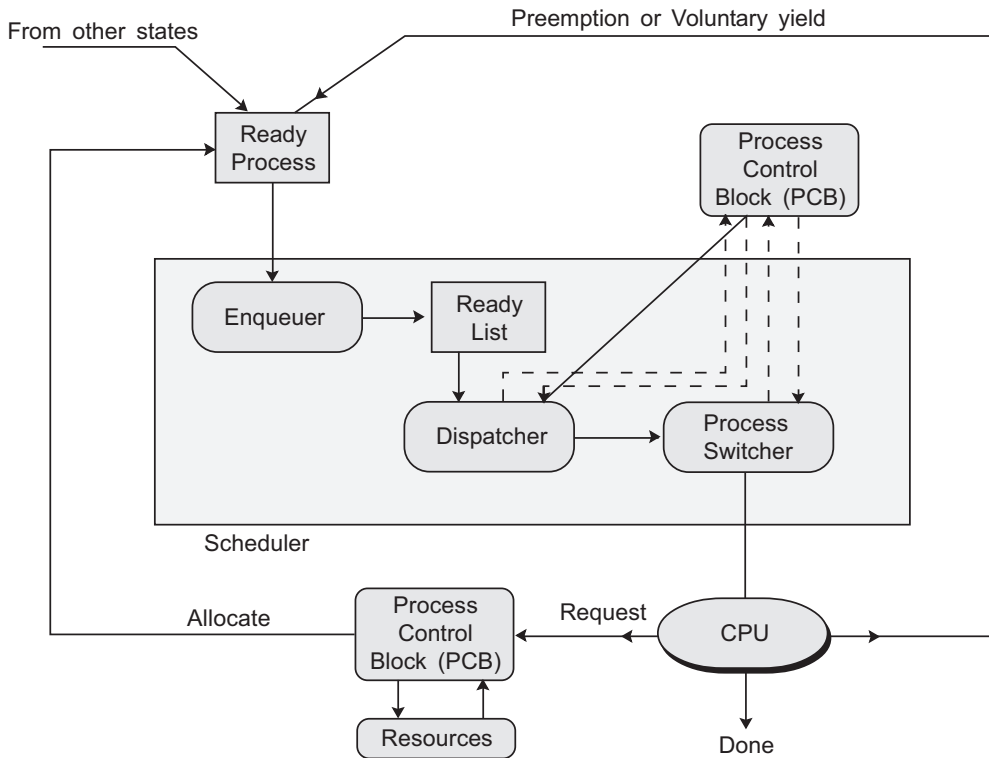 Preemption or Voluntary yield
From other states
Ready
Process
Process
Control
Block (PCB)
Enqueuer
Ready
List
Dispatcher
Process
Switcher
Scheduler
Allocate
Process
Control
Block (PCB)
Request
CPU
Resources
Done